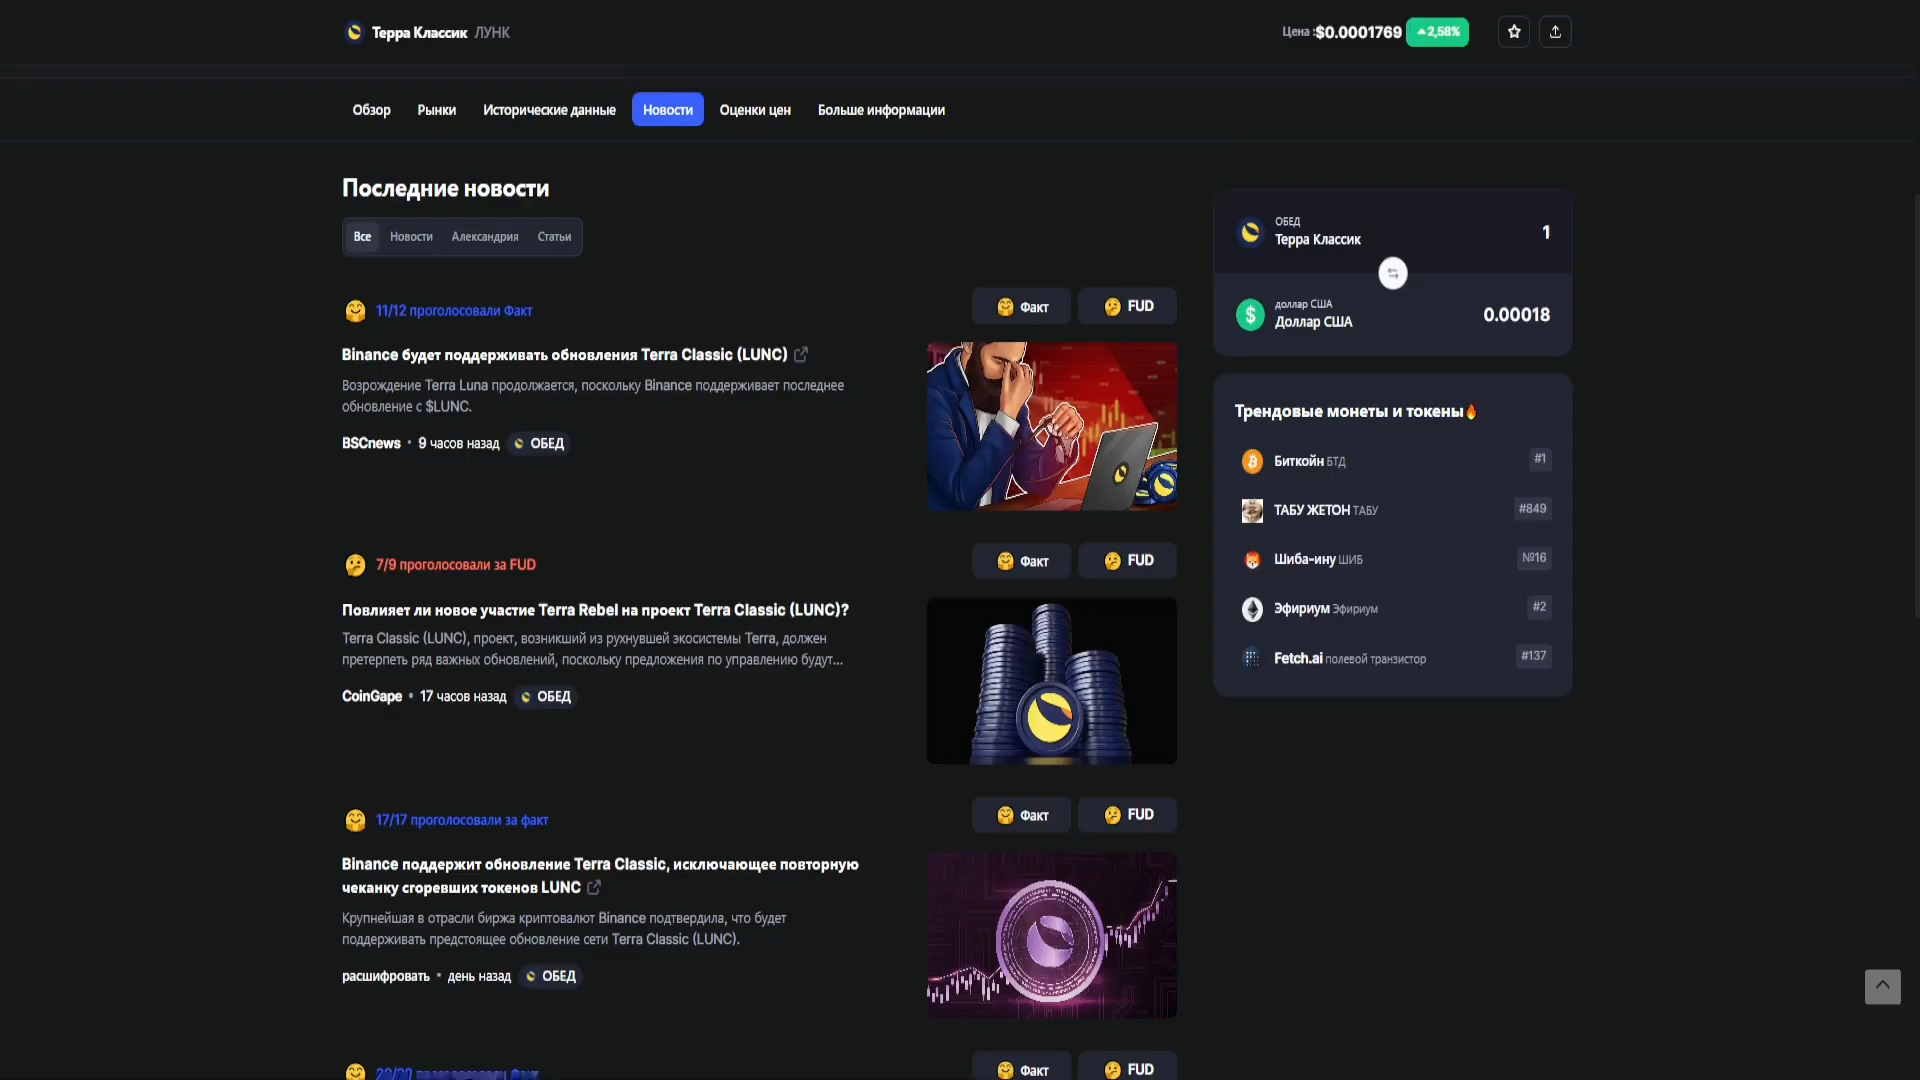 Терра Классик ЛУНК
Цена :$0.0001769 2,58%
Обзор Рынки Исторические данные Новости Оценки цен Больше информации
Последние новости
Все Новости Александрия Статьи
11/12 проголосовали Факт
Факт FUD
Binance будет поддерживать обновления Terra Classic (LUNC)
Возрождение Terra Luna продолжается, поскольку Binance поддерживает последнее
обновление с $LUNC.
BSCnews • 9 часов назад ОБЕД
7/9 проголосовали за FUD
Факт FUD
Повлияет ли новое участие Terra Rebel на проект Terra Classic (LUNC)?
Terra Classic (LUNC), проект, возникший из рухнувшей экосистемы Terra, должен
претерпеть ряд важных обновлений, поскольку предложения по управлению будут...
CoinGape • 17 часов назад ОБЕД
17/17 проголосовали за факт
Факт FUD
Binance поддержит обновление Terra Classic, исключающее повторную
чеканку сгоревших токенов LUNC
Крупнейшая в отрасли биржа криптовалют Binance подтвердила, что будет
поддерживать предстоящее обновление сети Terra Classic (LUNC).
расшифровать • день назад ОБЕД
Факт FUD
ОБЕД
Терра Классик
1
доллар США
Доллар США
0.00018
Трендовые монеты и токены
Биткойн БТД #1
ТАБУ ЖЕТОН ТАБУ #849
Шиба-ину ШИБ №16
Эфириум Эфириум #2
Fetch.ai полевой транзистор #137